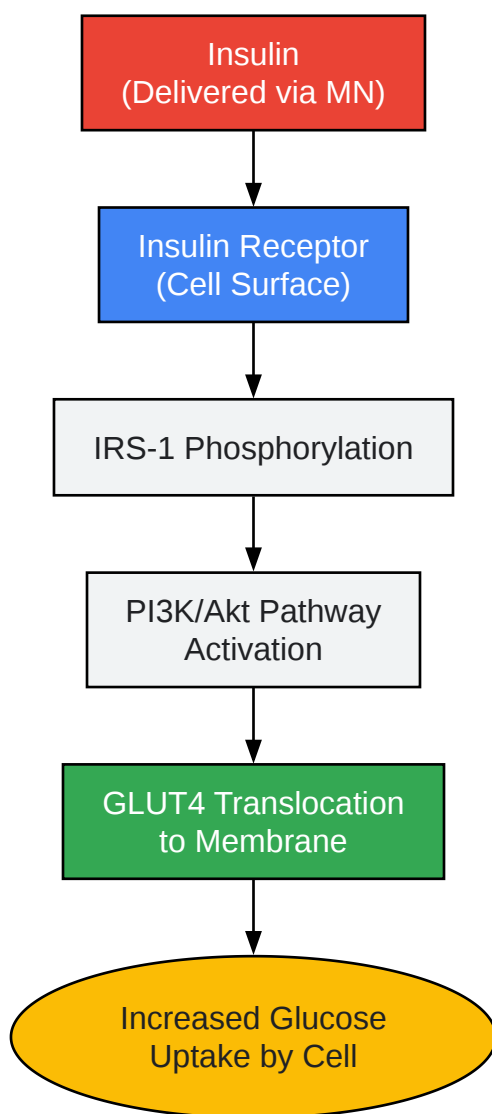 Insulin
(Delivered via MN)
Insulin Receptor
(Cell Surface)
IRS-1 Phosphorylation
PI3K/Akt Pathway
Activation
GLUT4 Translocation
to Membrane
Increased Glucose
Uptake by Cell